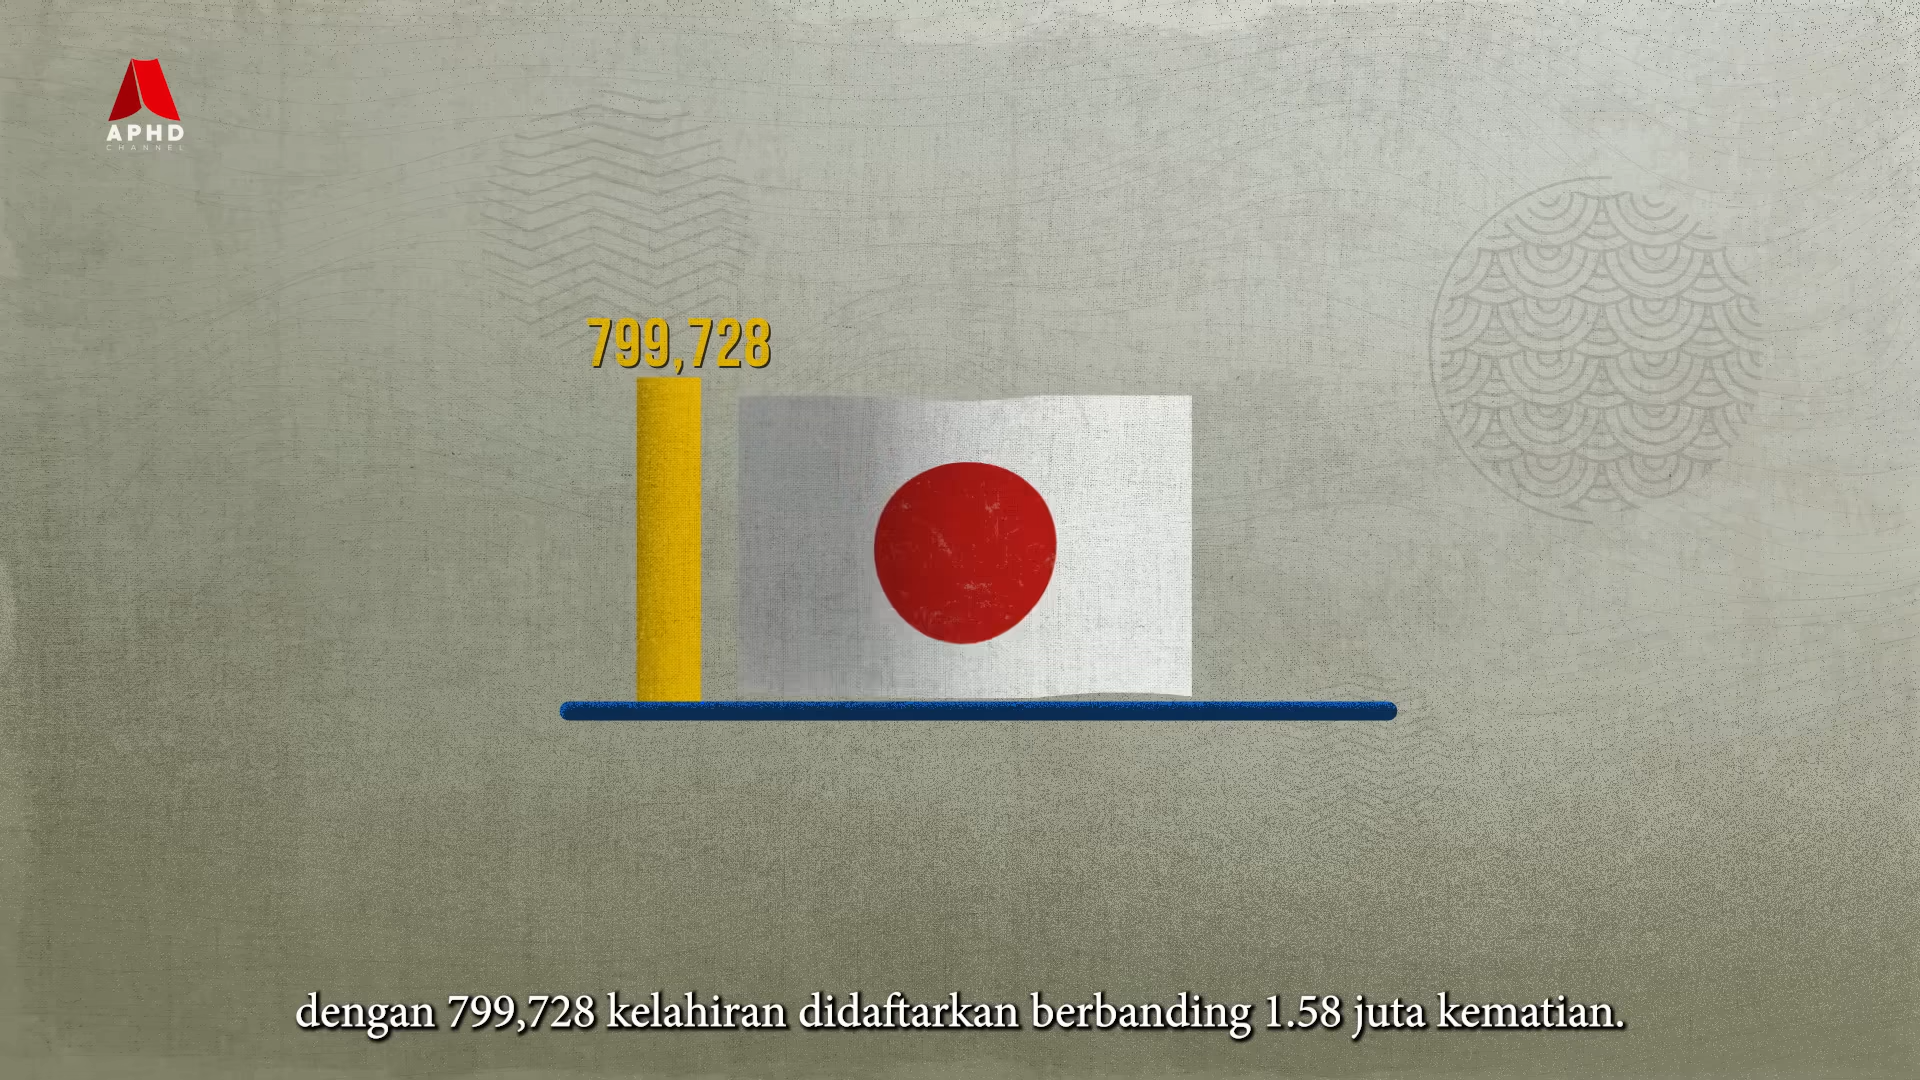 APHD
CHANNEL
799,728
dengan 799,728 kelahiran didaftarkan berbanding 1.58 juta kematian.